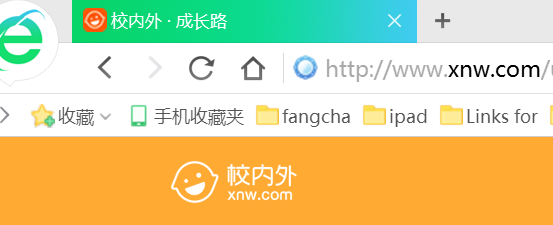 校内外 · 成长路
http://www.xnw.com/
收藏 手机收藏夹 fangcha ipad Links for
校内外
xnw.com